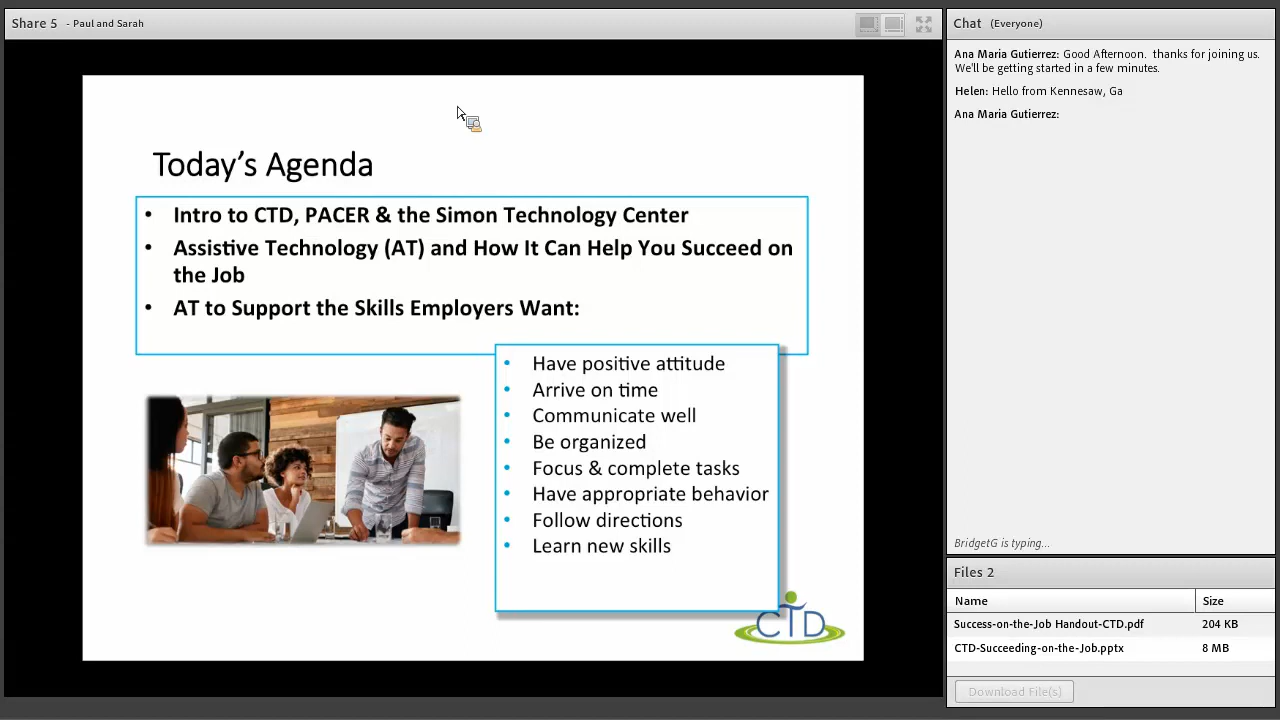 Share 5 - Paul and Sarah
Today's Agenda
• Intro to CTD, PACER & the Simon Technology Center
• Assistive Technology (AT) and How It Can Help You Succeed on
the Job
• AT to Support the Skills Employers Want:
• Have positive attitude
• Arrive on time
• Communicate well
• Be organized
• Focus & complete tasks
• Have appropriate behavior
• Follow directions
• Learn new skills
CTD
Chat (Everyone)
Ana Maria Gutierrez: Good Afternoon. thanks for joining us.
We'll be getting started in a few minutes.
Helen: Hello from Kennesaw, Ga
Ana Maria Gutierrez:
BridgetG is typing...
Files 2
Name Size
Success-on-the-Job Handout-CTD.pdf 204 KB
CTD-Succeeding-on-the-Job.pptx 8 MB
Download File(s)